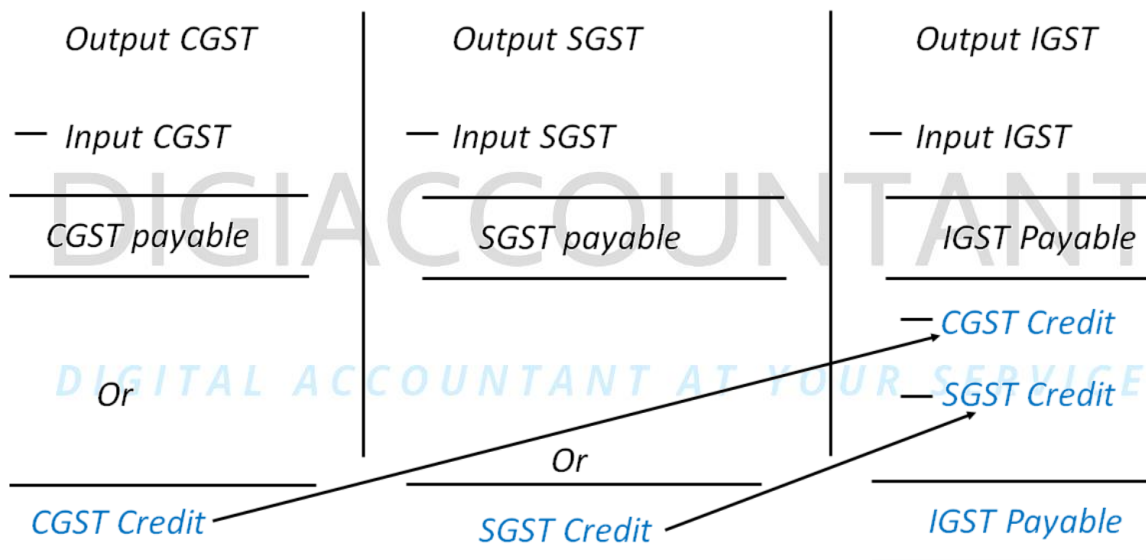 Output CGST
— Input CGST
CGST payable
Or
CGST Credit
Output SGST
— Input SGST
SGST payable
Or
SGST Credit
Output IGST
— Input IGST
IGST Payable
— CGST Credit
— SGST Credit
IGST Payable
DIGIACCOUNTANT
DIGITAL ACCOUNTANT AT YOUR SERVICE